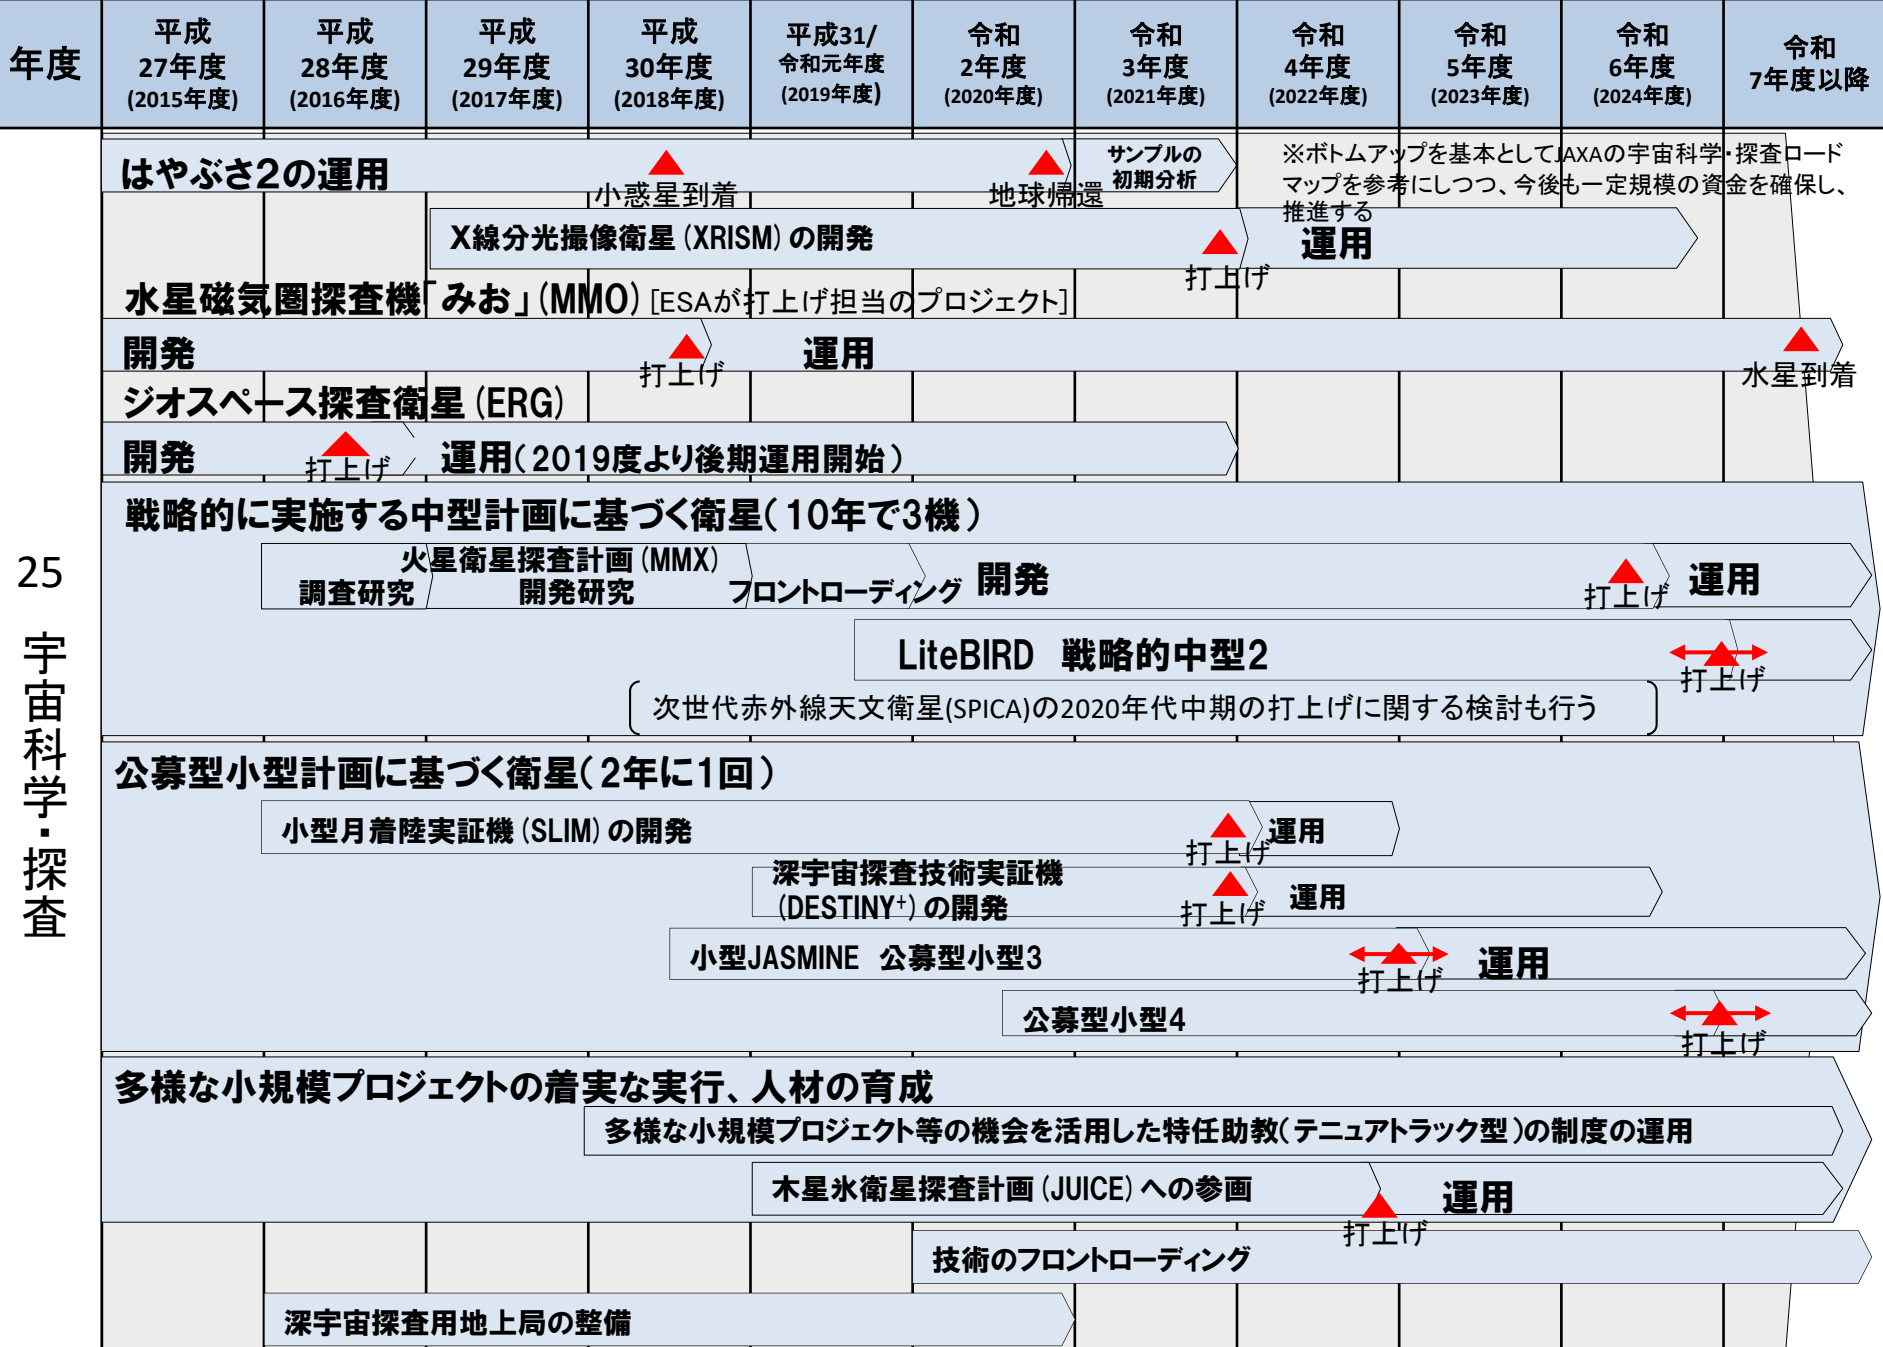 年度
平成
27年度
(2015年度)
平成
28年度
(2016年度)
平成
29年度
(2017年度)
平成
30年度
(2018年度)
平成31/
令和元年度
(2019年度)
令和
2年度
(2020年度)
令和
3年度
(2021年度)
令和
4年度
(2022年度)
令和
5年度
(2023年度)
令和
6年度
(2024年度)
令和
7年度以降
25 宇宙科学・探査
はやぶさ2の運用
小惑星到着
地球帰還
サンプルの
初期分析
※ボトムアップを基本としてJAXAの宇宙科学・探査ロード
マップを参考にしつつ、今後も一定規模の資金を確保し、
推進する
X線分光撮像衛星(XRISM)の開発
打上げ
運用
水星磁気圏探査機「みお」(MMO)[ESAが打上げ担当のプロジェクト]
開発
打上げ
運用
水星到着
ジオスペース探査衛星(ERG)
開発
打上げ
運用(2019度より後期運用開始)
戦略的に実施する中型計画に基づく衛星(10年で3機)
火星衛星探査計画(MMX)
調査研究
開発研究
フロントローディング
開発
打上げ
運用
LiteBIRD 戦略的中型2
打上げ
次世代赤外線天文衛星(SPICA)の2020年代中期の打上げに関する検討も行う
公募型小型計画に基づく衛星(2年に1回)
小型月着陸実証機(SLIM)の開発
打上げ
運用
深宇宙探査技術実証機
(DESTINY⁺)の開発
打上げ
運用
小型JASMINE 公募型小型3
打上げ
運用
公募型小型4
打上げ
多様な小規模プロジェクトの着実な実行、人材の育成
多様な小規模プロジェクト等の機会を活用した特任助教(テニュアトラック型)の制度の運用
木星氷衛星探査計画(JUICE)への参画
打上げ
運用
技術のフロントローディング
深宇宙探査用地上局の整備